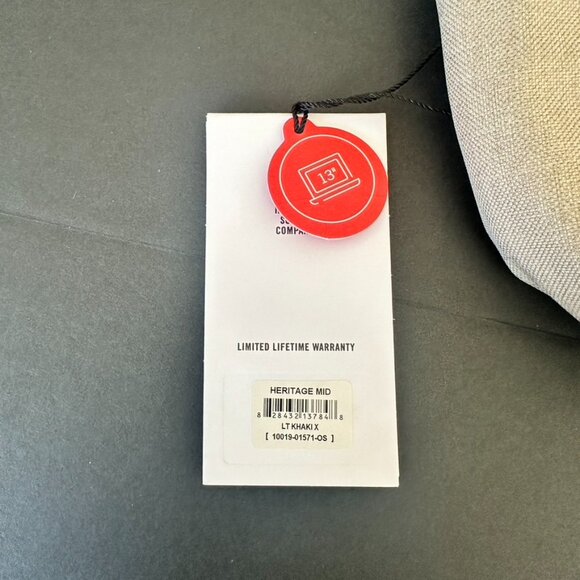 13"
COMPA
LIMITED LIFETIME WARRANTY
HERITAGE MID
8 28432 13784 8
LT KHAKI X
[ 10019-01571-OS ]